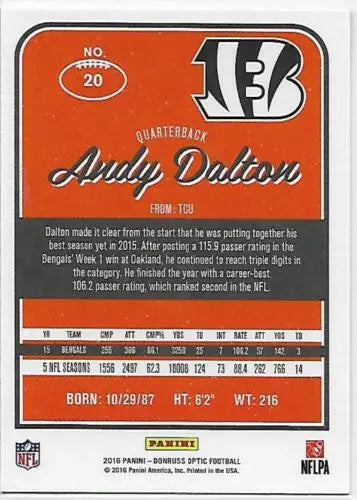 NO.
20
B
QUARTERBACK
Andy Dalton
FROM: TCU
Dalton made it clear from the start that he was putting together his
best season yet in 2015. After posting a 115.9 passer rating in the
Bengals' Week 1 win at Oakland, he continued to reach triple digits in
the category. He finished the year with a career-best
106.2 passer rating, which ranked second in the NFL.
YR TEAM CMP ATT CMP% YDS TD INT RATE ATT YDS TD
15 BENGALS 255 386 66.1 3250 25 7 106.2 57 142 3
5 NFL SEASONS 1556 2497 62.3 18008 124 73 88.4 262 766 14
BORN: 10/29/87 HT: 6'2" WT: 216
NFL
PANINI
NFLPA
2016 PANINI – DONRUSS OPTIC FOOTBALL
© 2016 Panini America, Inc. Printed in the USA.